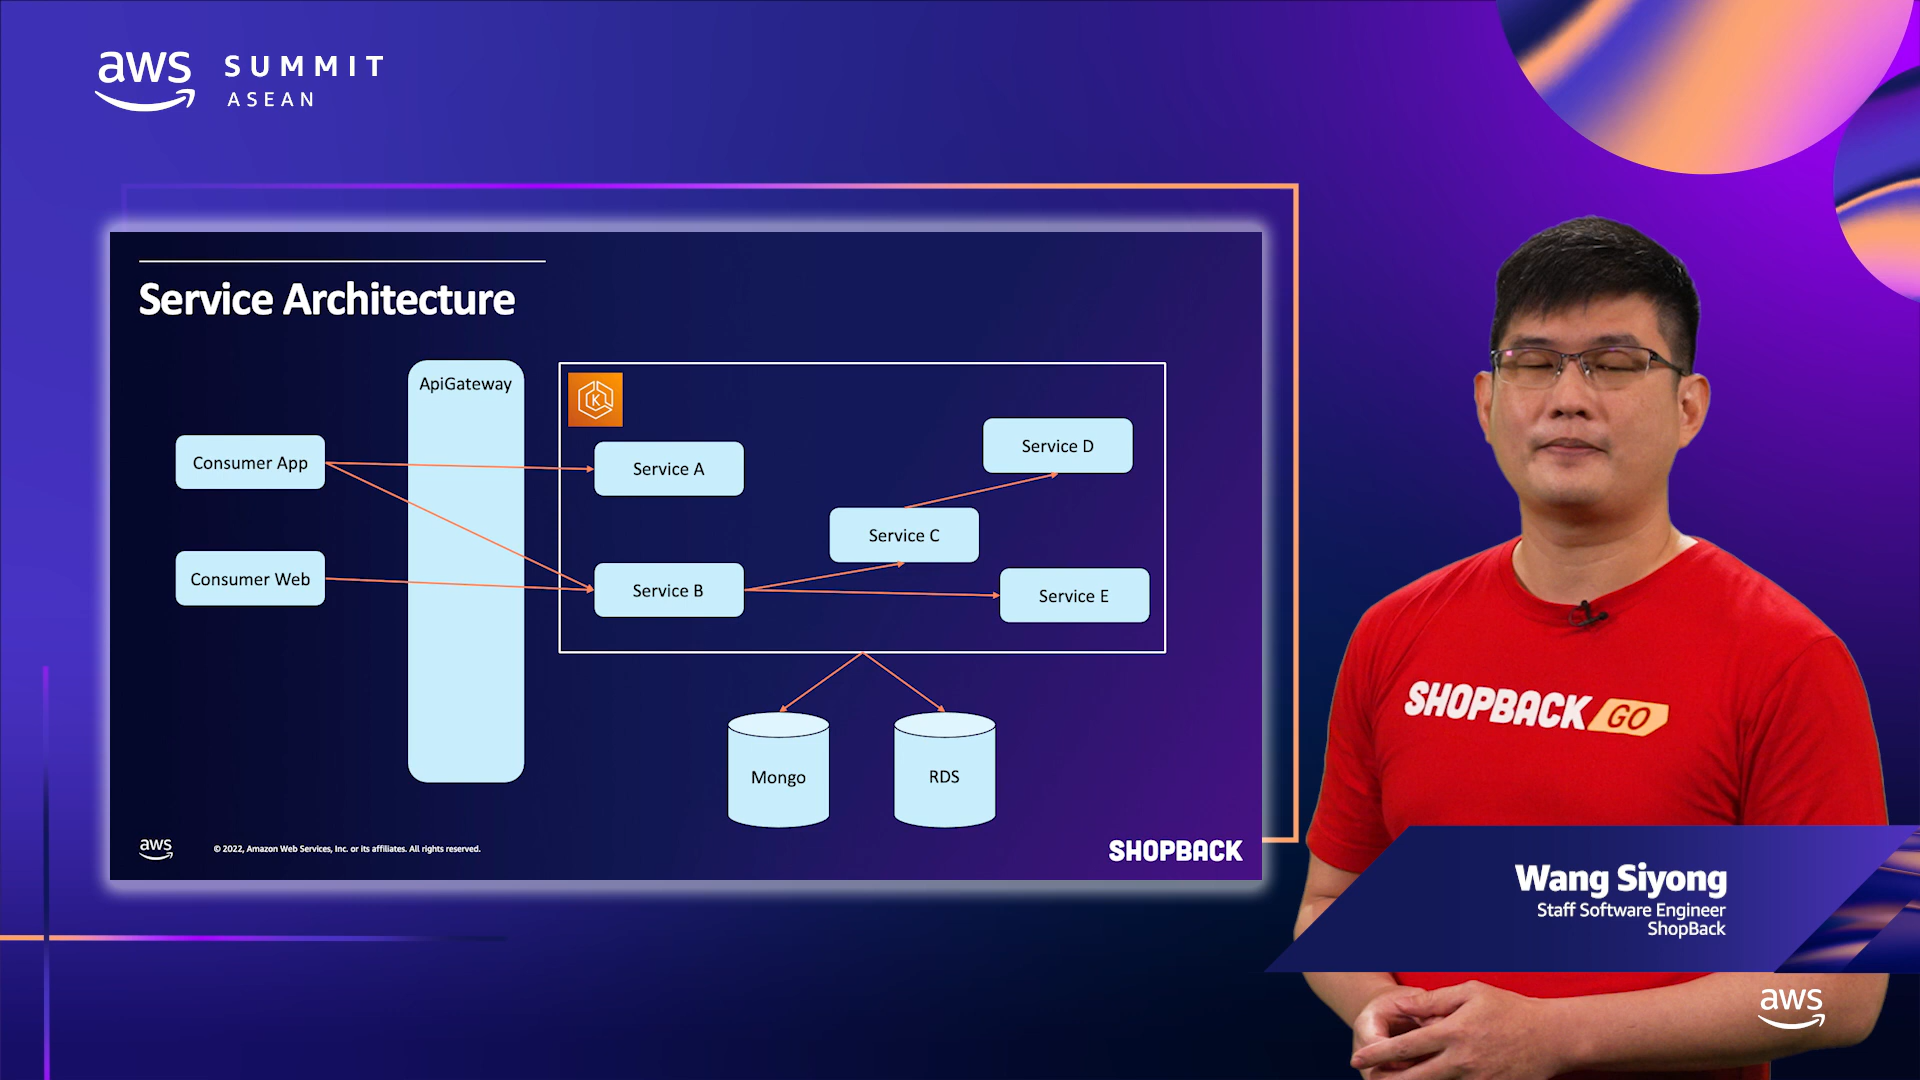 aws SUMMIT
ASEAN
Service Architecture
ApiGateway
Consumer App
Consumer Web
K
Service A
Service B
Service C
Service D
Service E
Mongo
RDS
aws
© 2022, Amazon Web Services, Inc. or its affiliates. All rights reserved.
SHOPBACK
SHOPBACK GO
Wang Siyong
Staff Software Engineer
ShopBack
aws